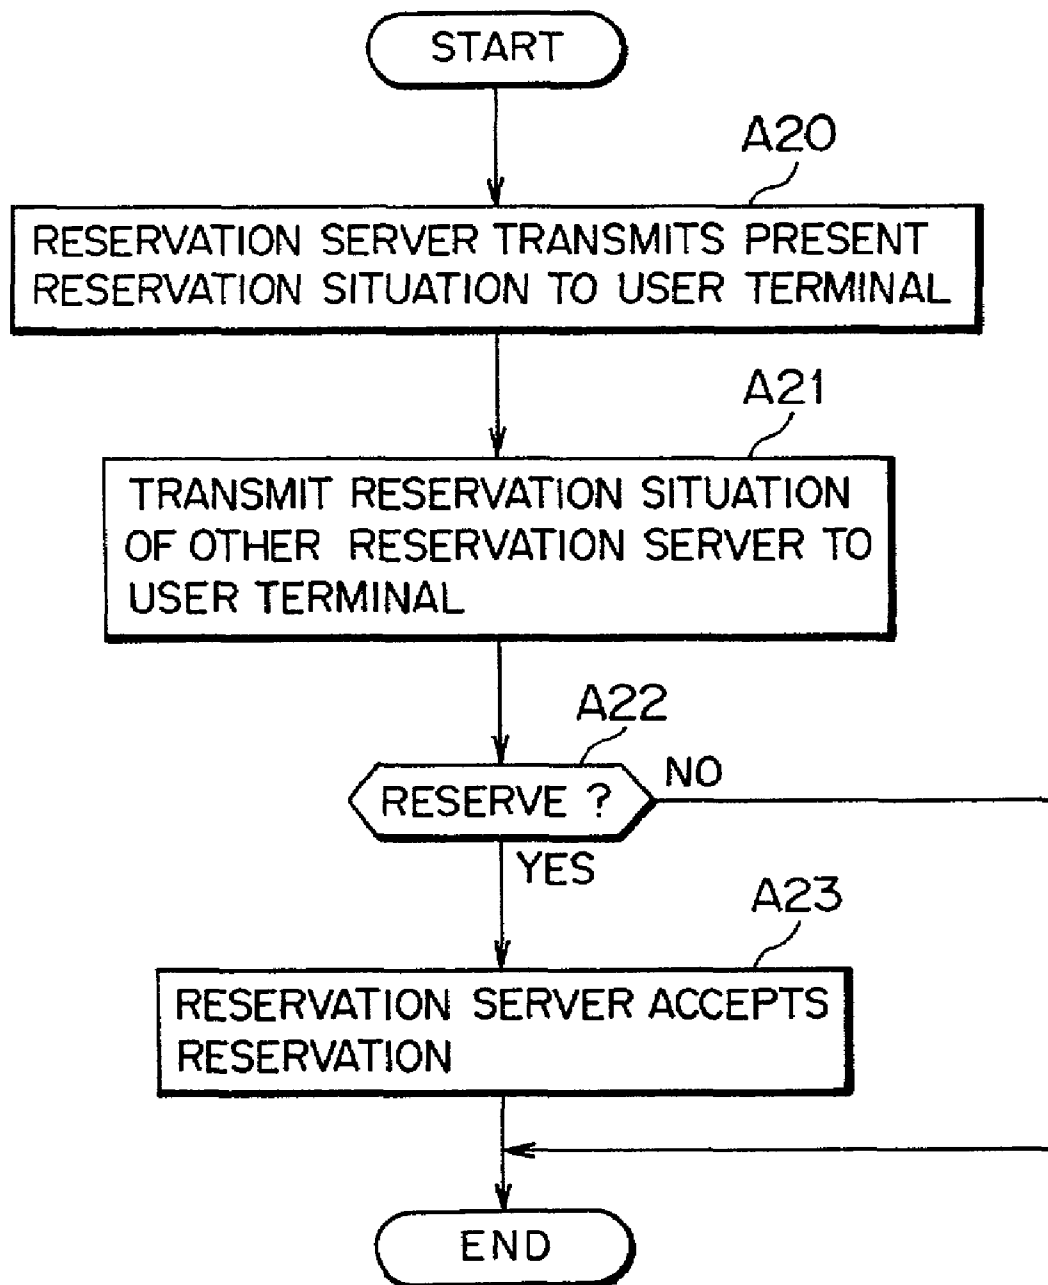 START
A20
RESERVATION SERVER TRANSMITS PRESENT
RESERVATION SITUATION TO USER TERMINAL
A21
TRANSMIT RESERVATION SITUATION
OF OTHER RESERVATION SERVER TO
USER TERMINAL
A22
RESERVE ?
NO
YES
A23
RESERVATION SERVER ACCEPTS
RESERVATION
END